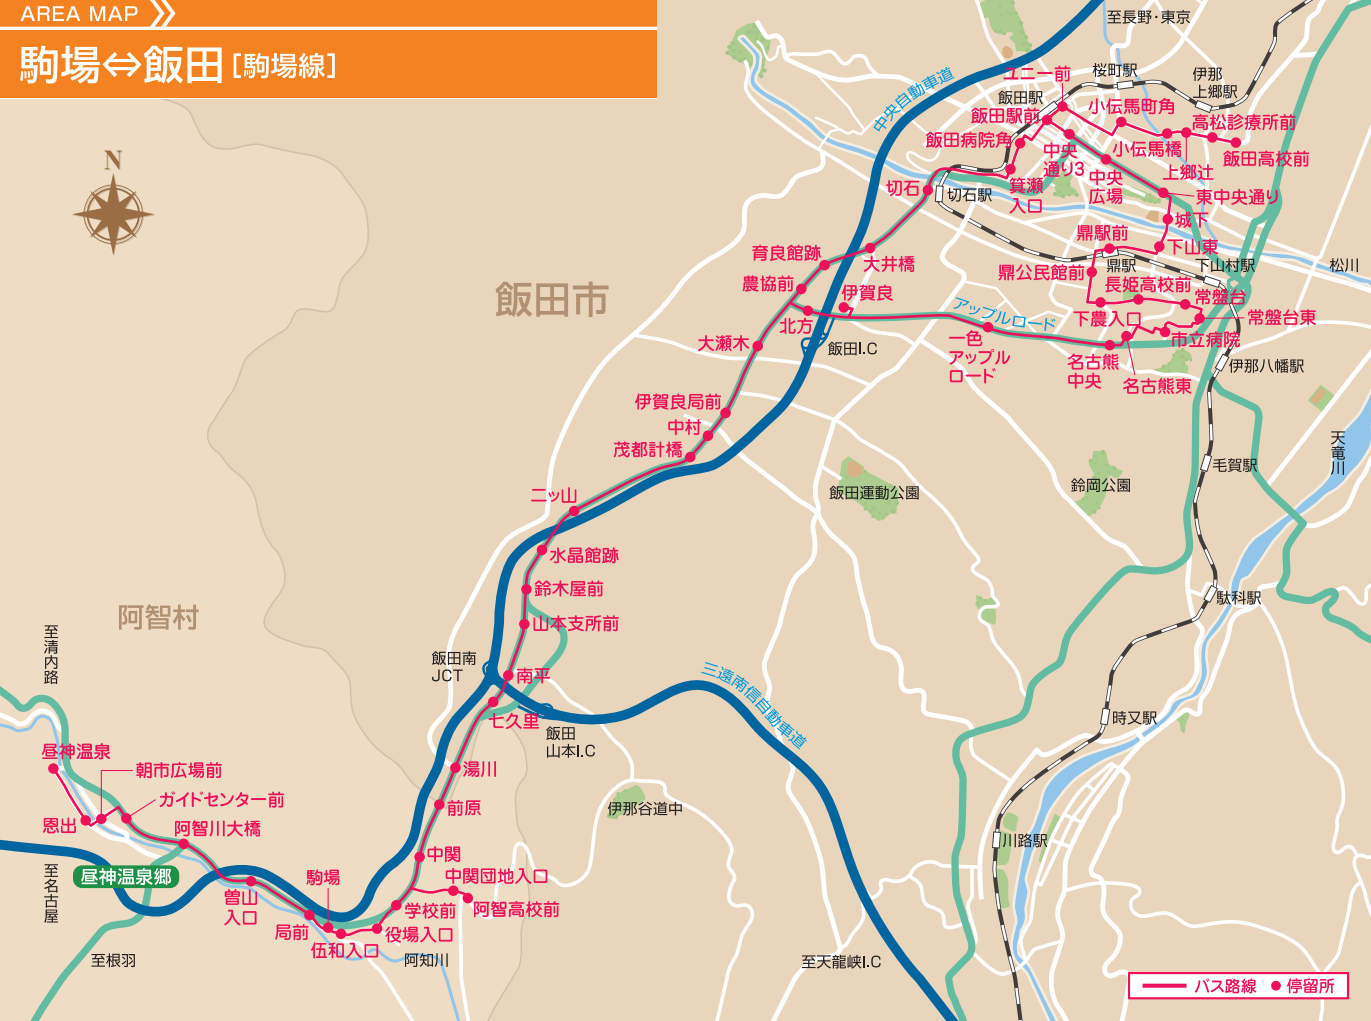 AREA MAP
駒場⇔飯田 [駒場線]
N
至長野・東京
中央自動車道
ユニー前
桜町駅
伊那
上郷駅
飯田駅
飯田駅前
小伝馬町角
高松診療所前
飯田病院角
中央
通り3
小伝馬橋
上郷辻
飯田高校前
切石
切石駅
箕瀬
入口
中央
広場
東中央通り
城下
鼎駅前
下山東
育良館跡
大井橋
鼎公民館前
鼎駅
下山村駅
松川
農協前
伊賀良
長姫高校前
常盤台
飯田市
アップルロード
北方
下農入口
常盤台東
大瀬木
飯田I.C
一色
アップル
ロード
市立病院
名古熊
中央
名古熊東
伊那八幡駅
伊賀良局前
中村
茂都計橋
天竜川
毛賀駅
飯田運動公園
鈴岡公園
二ッ山
水晶館跡
鈴木屋前
駄科駅
阿智村
山本支所前
至清内路
飯田南
JCT
南平
三遠南信自動車道
七久里
時又駅
飯田
山本I.C
昼神温泉
朝市広場前
湯川
ガイドセンター前
前原
伊那谷道中
恩出
阿智川大橋
川路駅
中関
至名古屋
昼神温泉郷
駒場
中関団地入口
曽山
入口
学校前
阿智高校前
局前
役場入口
伍和入口
至根羽
阿知川
至天龍峡I.C
バス路線
停留所